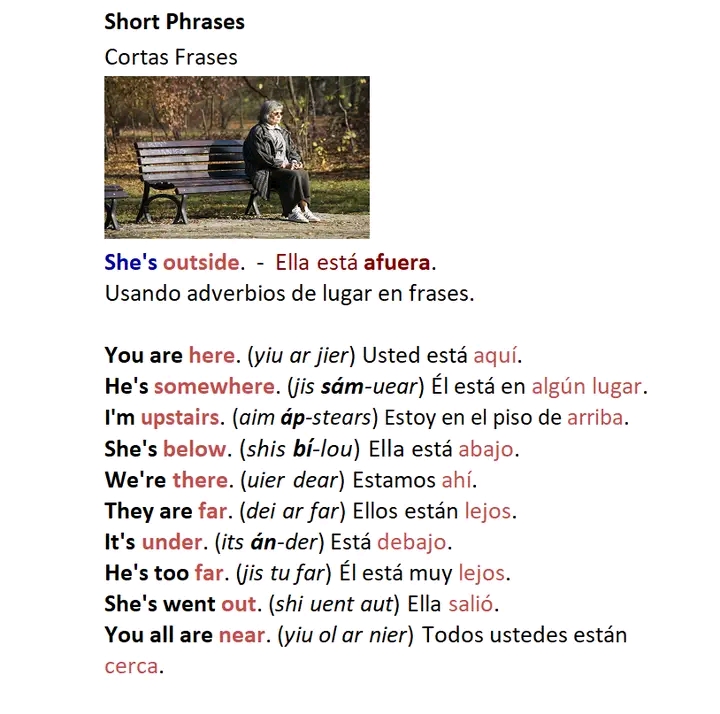 Short Phrases
Cortas Frases
She's outside. - Ella está afuera.
Usando adverbios de lugar en frases.
You are here. (yiu ar jier) Usted está aquí.
He's somewhere. (jis sám-uear) Él está en algún lugar.
I'm upstairs. (aim áp-stears) Estoy en el piso de arriba.
She's below. (shis bí-lou) Ella está abajo.
We're there. (uier dear) Estamos ahí.
They are far. (dei ar far) Ellos están lejos.
It's under. (its án-der) Está debajo.
He's too far. (jis tu far) Él está muy lejos.
She's went out. (shi uent aut) Ella salió.
You all are near. (yiu ol ar nier) Todos ustedes están
cerca.